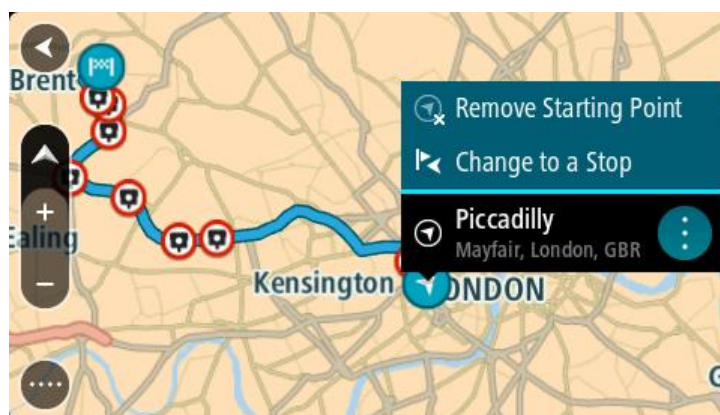 Brent
Remove Starting Point
Change to a Stop
Piccadilly
Mayfair, London, GBR
+
Ealing
−
Kensington
ONDON
G